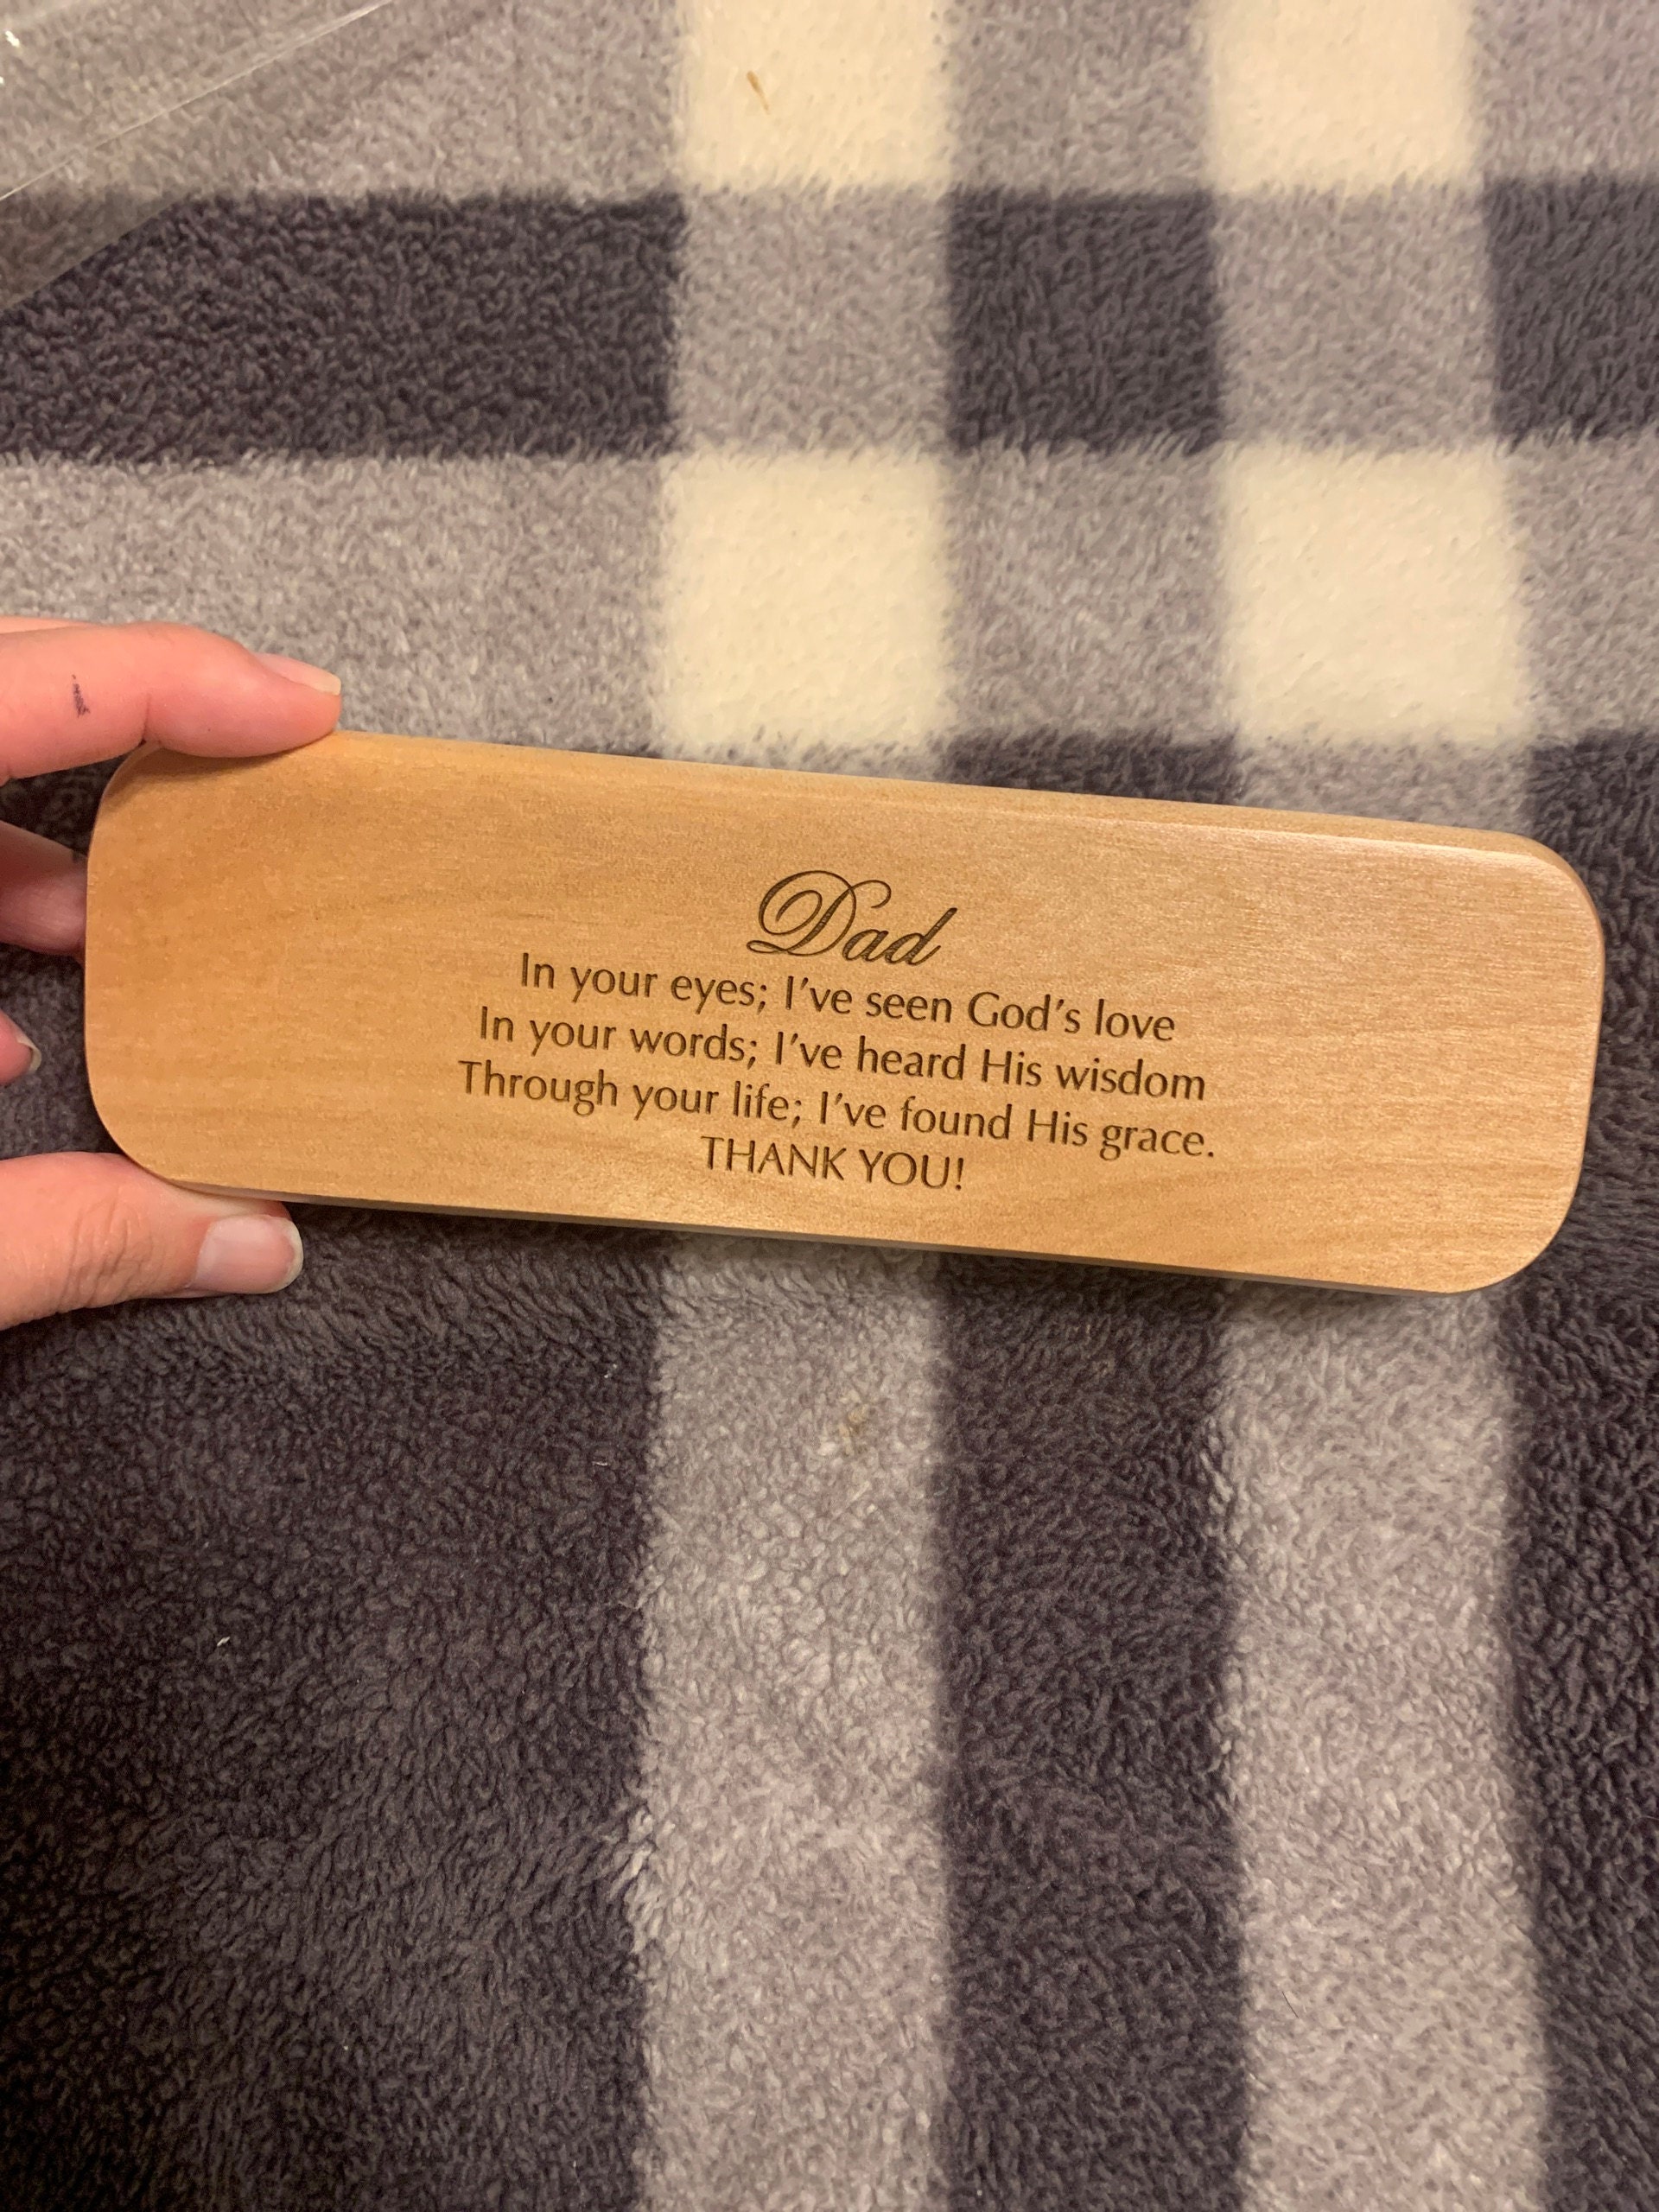 Dad
In your eyes; I've seen God's love
In your words; I've heard His wisdom
Through your life; I've found His grace.
THANK YOU!